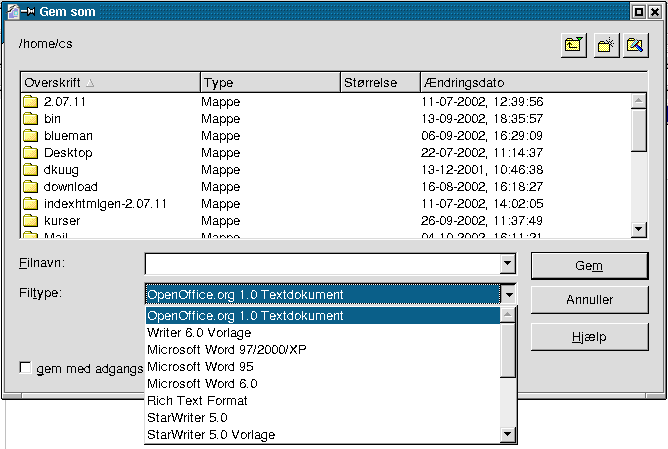 Gem som
/home/cs
Overskrift Type Størrelse Ændringsdato
2.07.11 Mappe 11-07-2002, 12:39:56
bin Mappe 13-09-2002, 18:35:57
blueman Mappe 06-09-2002, 16:29:09
Desktop Mappe 22-07-2002, 11:14:37
dkuug Mappe 13-12-2001, 10:46:38
download Mappe 16-08-2002, 16:18:27
indexhtmlgen-2.07.11 Mappe 11-07-2002, 14:02:05
kurser Mappe 26-09-2002, 11:37:49
Mail Mappe 04-10-2002, 16:11:21
Filnavn: Gem
Filtype: OpenOffice.org 1.0 Textdokument Annuller
OpenOffice.org 1.0 Textdokument
Writer 6.0 Vorlage Hjælp
Microsoft Word 97/2000/XP
gem med adgangs Microsoft Word 95
Microsoft Word 6.0
Rich Text Format
StarWriter 5.0
StarWriter 5.0 Vorlage